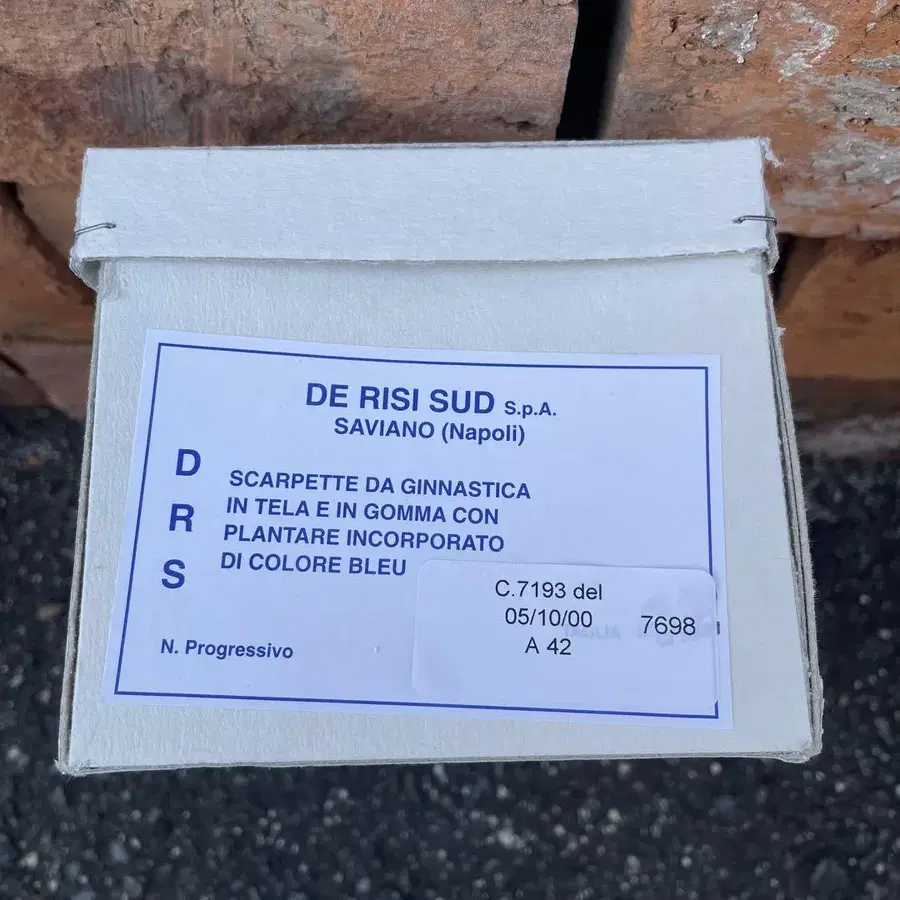 DE RISI SUD S.p.A.
SAVIANO (Napoli)
D
R
S
SCARPETTE DA GINNASTICA
IN TELA E IN GOMMA CON
PLANTARE INCORPORATO
DI COLORE BLEU
C.7193 del
05/10/00
7698
A 42
N. Progressivo